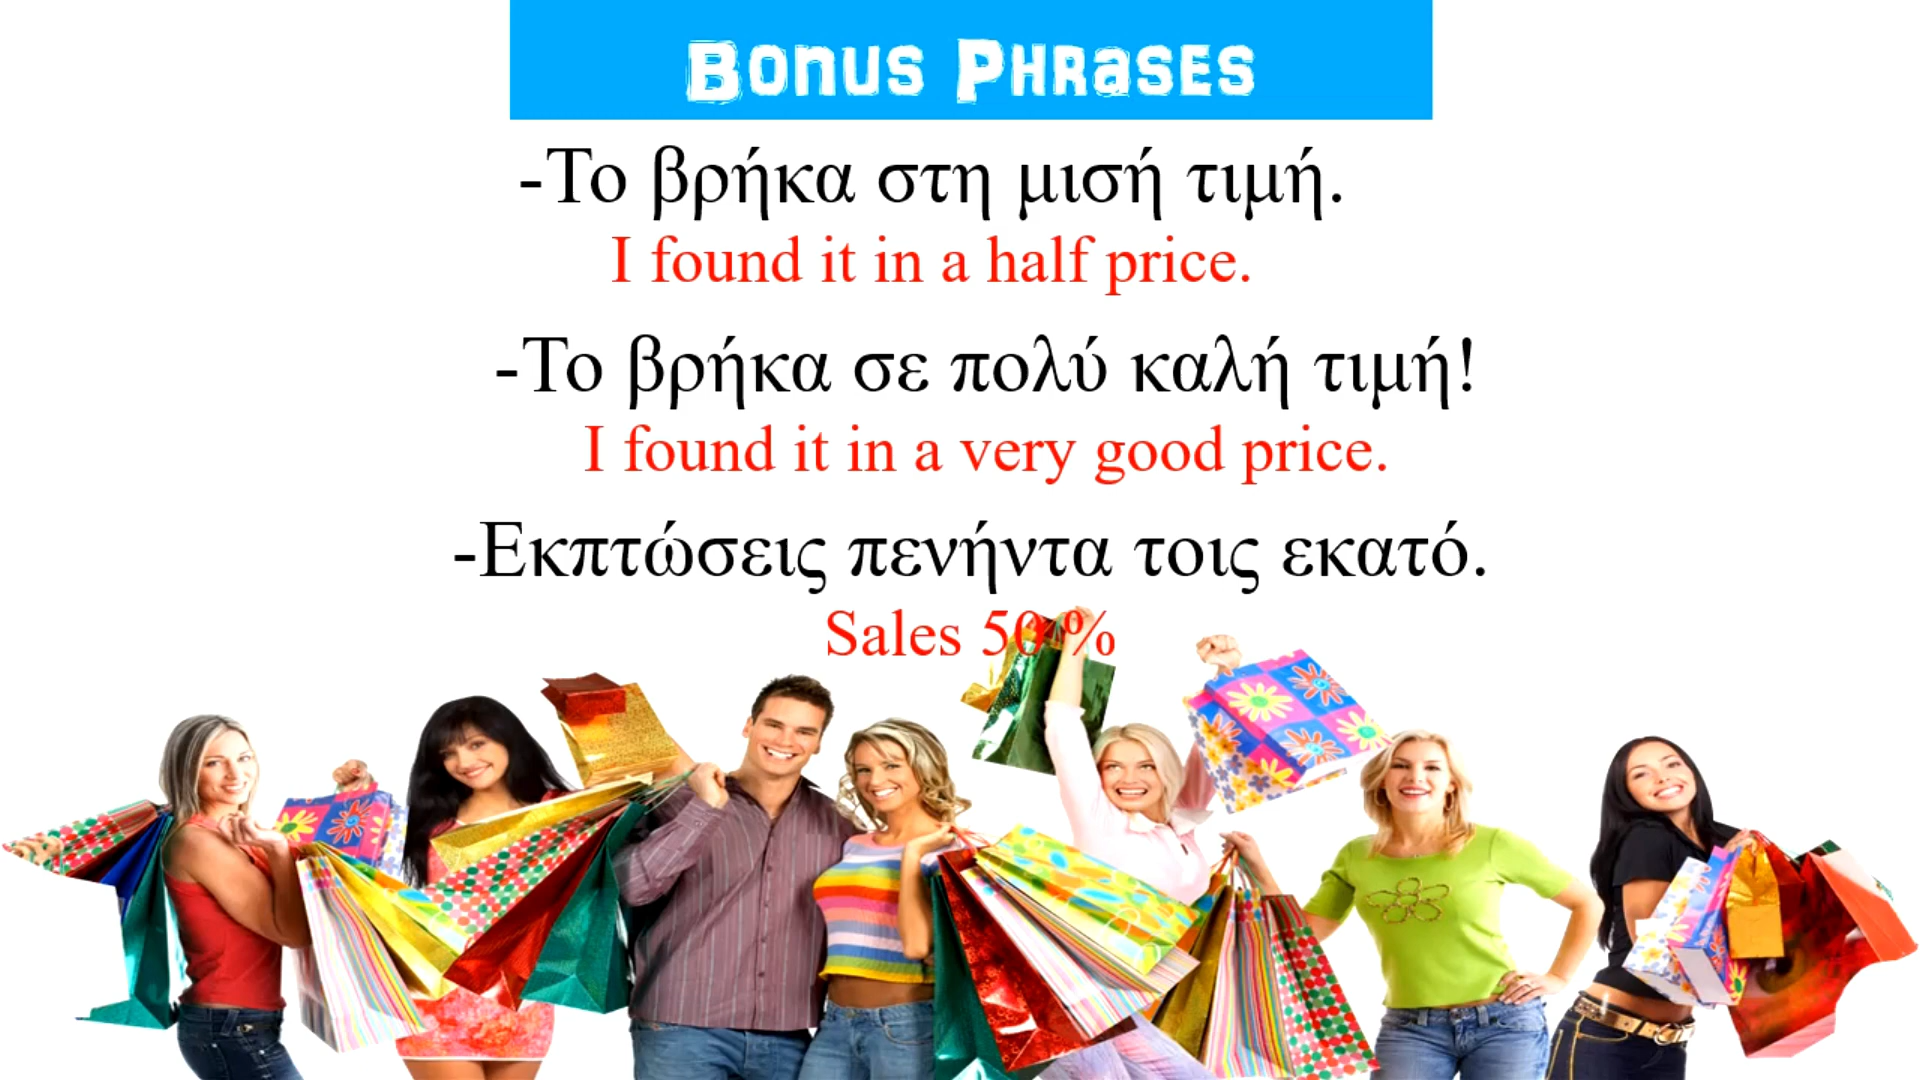 Bonus Phrases
-Το βρήκα στη μισή τιμή.
I found it in a half price.
-Το βρήκα σε πολύ καλή τιμή!
I found it in a very good price.
-Εκπτώσεις πενήντα τοις εκατό.
Sales 50 %